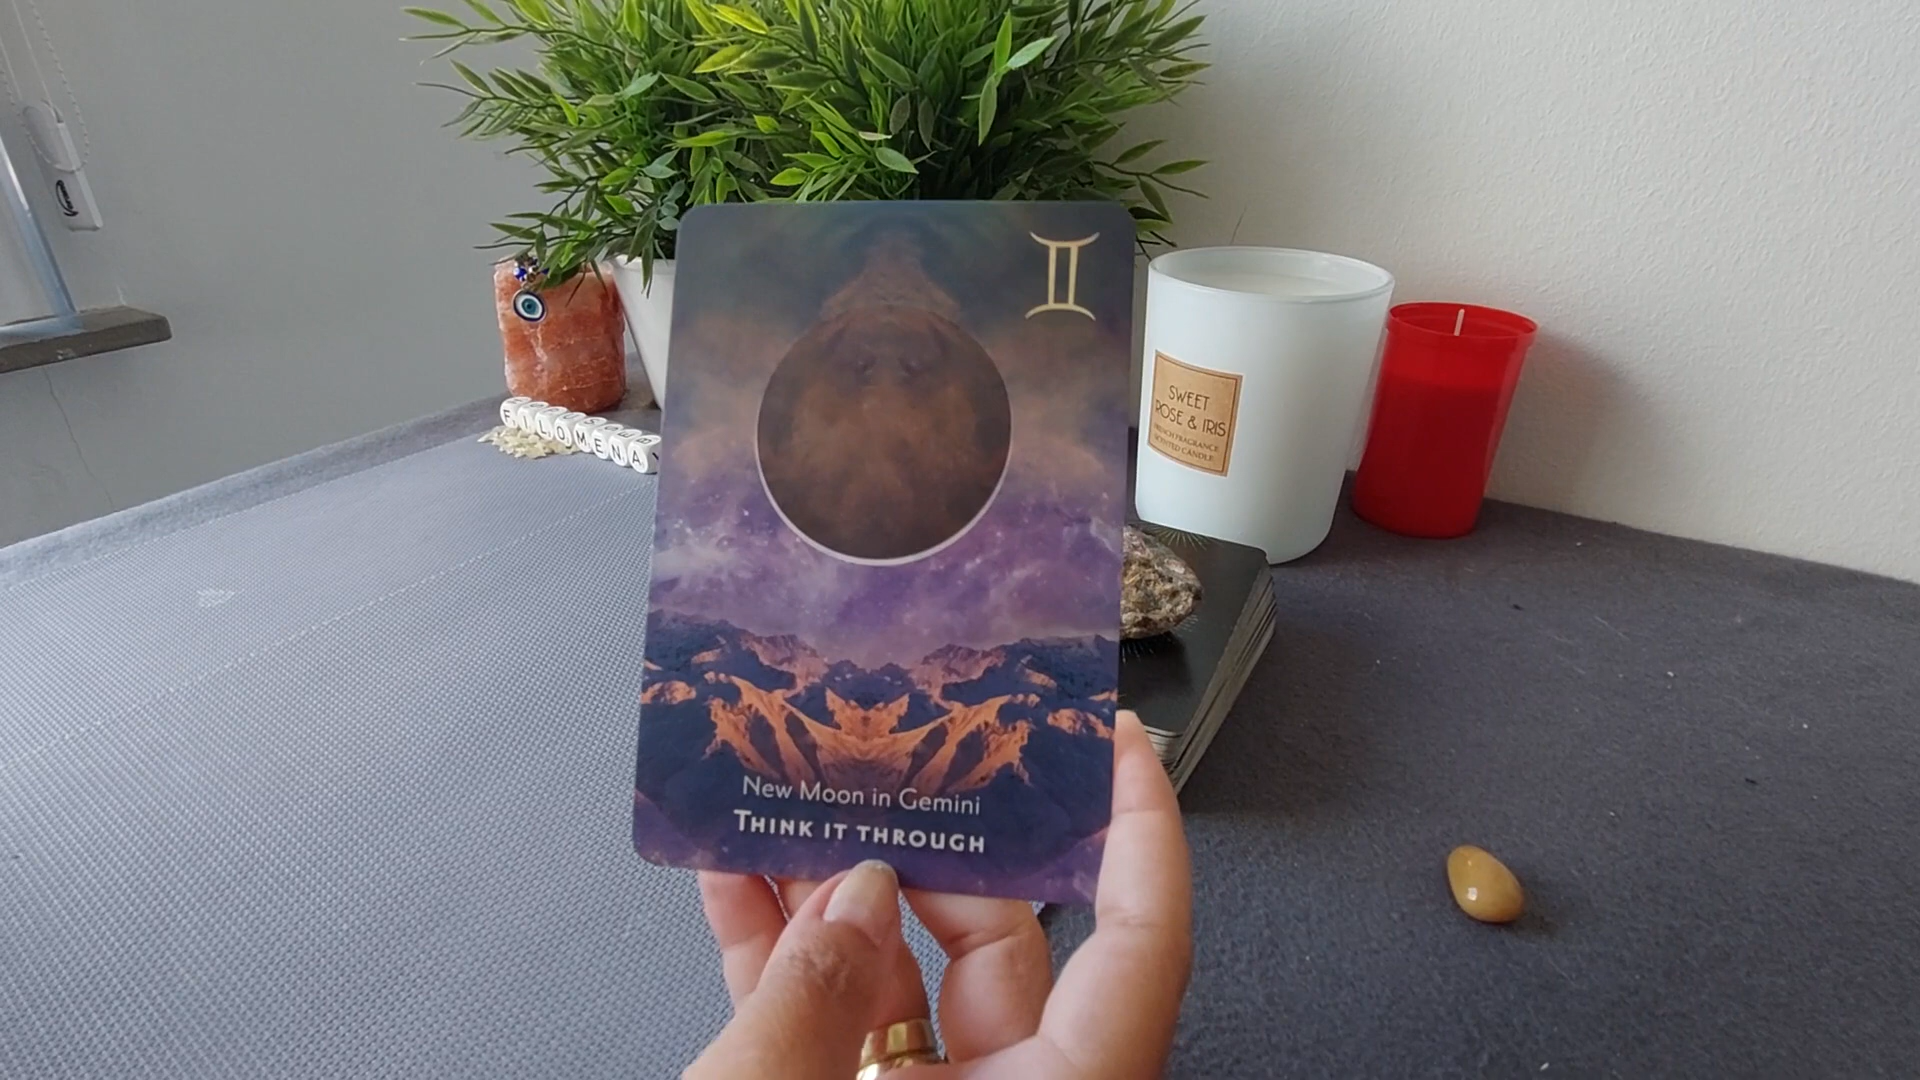 FILOMENA
SWEET
ROSE & IRIS
FRENCH FRAGRANCE
SCENTED CANDLE
New Moon in Gemini
THINK IT THROUGH